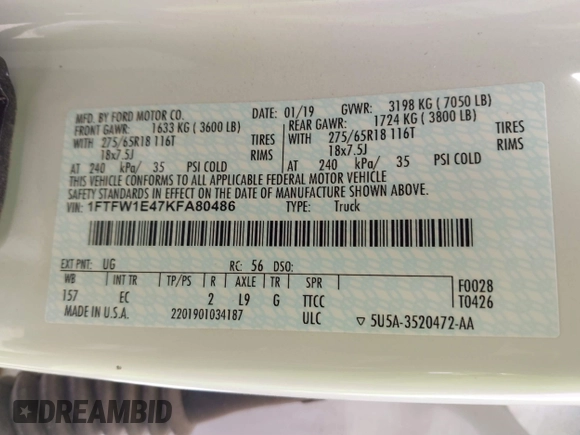 MFD. BY FORD MOTOR CO.
DATE: 01/19 GVWR: 3198 KG ( 7050 LB)
FRONT GAWR: 1633 KG ( 3600 LB)
REAR GAWR: 1724 KG ( 3800 LB)
WITH 275/65R18 116T TIRES
WITH 275/65R18 116T TIRES
18x7.5J RIMS
18x7.5J RIMS
AT 240 kPa/ 35 PSI COLD
AT 240 kPa/ 35 PSI COLD
THIS VEHICLE CONFORMS TO ALL APPLICABLE FEDERAL MOTOR VEHICLE
SAFETY STANDARDS IN EFFECT ON THE DATE OF MANUFACTURE SHOWN ABOVE.
VIN: 1FTFW1E47KFA80486 TYPE: Truck
EXT PNT: UG RC: 56 DSO:
WB INT TR TP/PS R AXLE TR SPR
F0028
157 EC 2 L9 G TTCC
T0426
MADE IN U.S.A. 2201901034187 ULC ▽ 5U5A-3520472-AA
DREAMBID